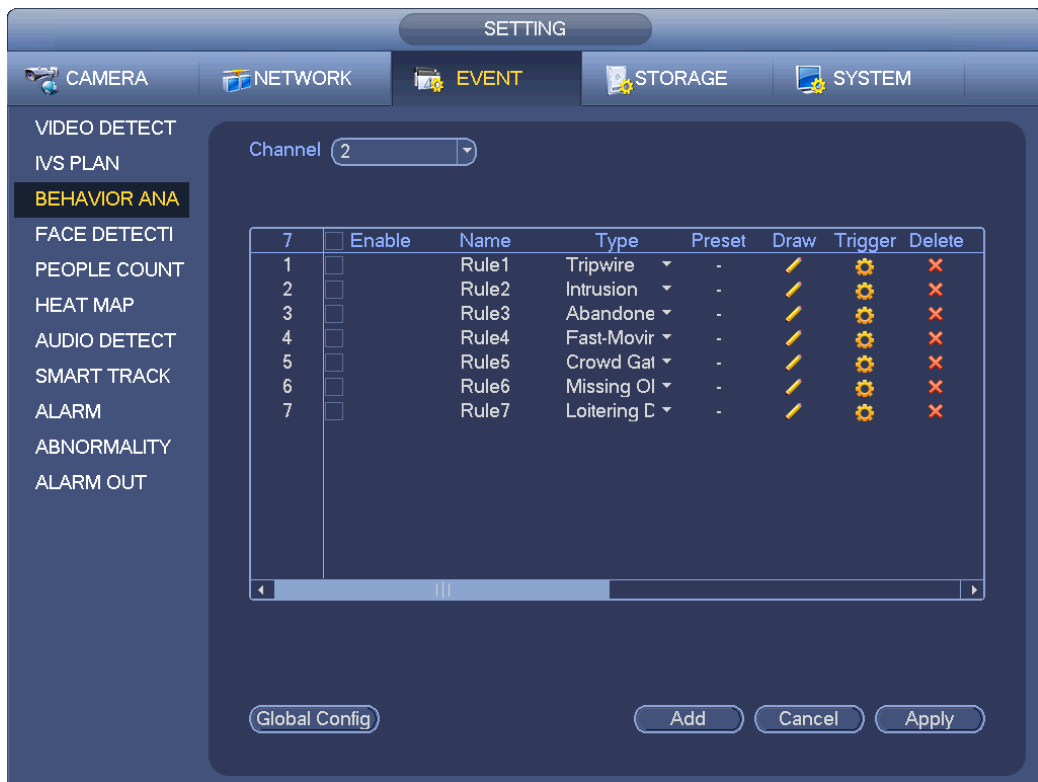 SETTING
CAMERA NETWORK EVENT STORAGE SYSTEM
VIDEO DETECT
IVS PLAN
BEHAVIOR ANA
FACE DETECTI
PEOPLE COUNT
HEAT MAP
AUDIO DETECT
SMART TRACK
ALARM
ABNORMALITY
ALARM OUT
Channel 2
7 Enable Name Type Preset Draw Trigger Delete
1 Rule1 Tripwire -
2 Rule2 Intrusion -
3 Rule3 Abandone -
4 Rule4 Fast-Movir -
5 Rule5 Crowd Gat -
6 Rule6 Missing Ol -
7 Rule7 Loitering D -
Global Config Add Cancel Apply